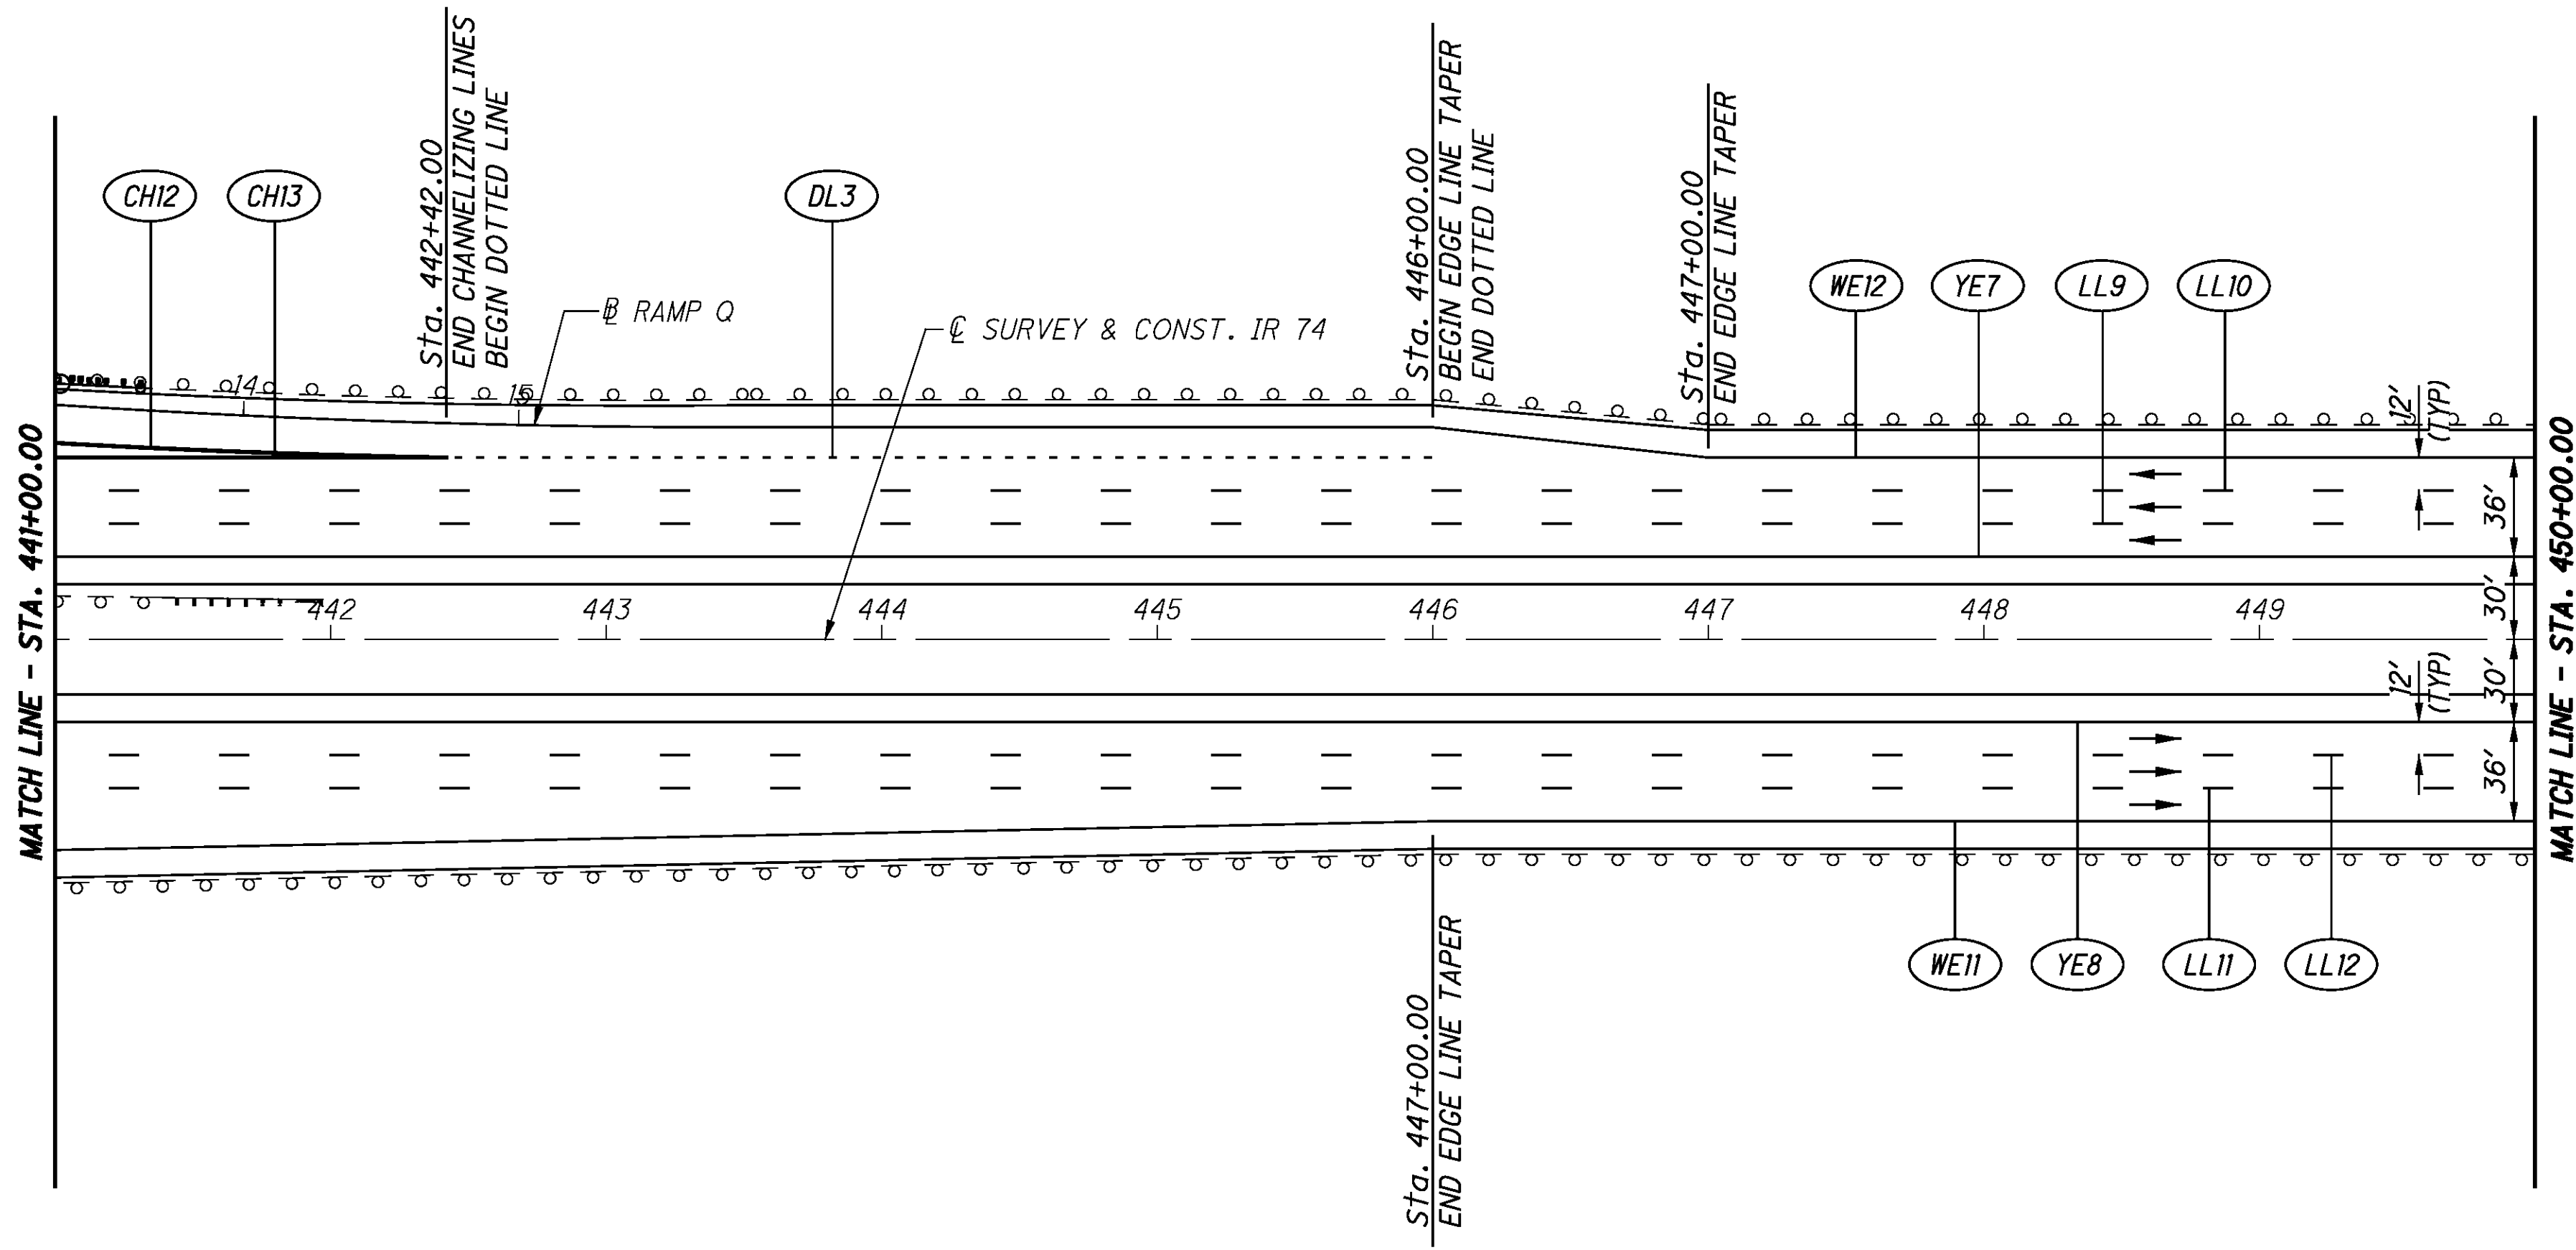 Sta. 442+42.00
END CHANNELIZING LINES
BEGIN DOTTED LINE
Sta. 446+00.00
BEGIN EDGE LINE TAPER
END DOTTED LINE
Sta. 447+00.00
END EDGE LINE TAPER
CH12
CH13
DL3
WE12
YE7
LL9
LL10
℄ SURVEY & CONST. IR 74
BL RAMP Q
14
15
12'
(TYP)
36'
30'
MATCH LINE - STA. 441+00.00
MATCH LINE - STA. 450+00.00
442
443
444
445
446
447
448
449
12'
(TYP)
30'
36'
WE11
YE8
LL11
LL12
Sta. 447+00.00
END EDGE LINE TAPER